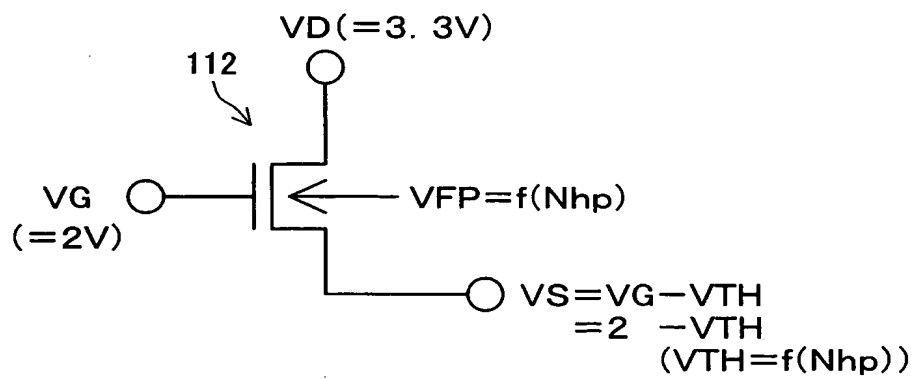 VD(=3. 3V)
112
VG
(=2V)
VFP=f(Nhp)
VS=VG-VTH
=2 -VTH
(VTH=f(Nhp))